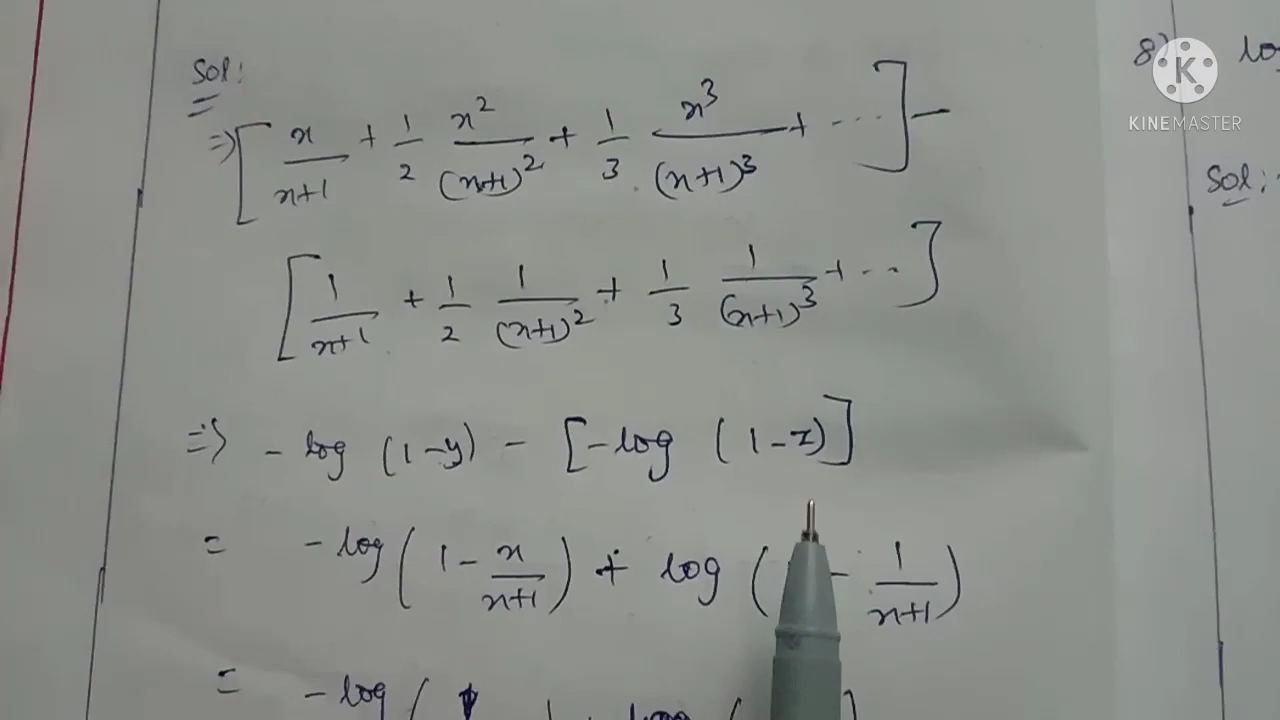 Sol:
⇒ [ x/(x+1) + 1/2 x²/(x+1)² + 1/3 x³/(x+1)³ + ... ] −
[ 1/(x+1) + 1/2 1/(x+1)² + 1/3 1/(x+1)³ + ... ]
⇒ - log (1-y) - [-log (1-z)]
= - log ( 1 - x/(x+1) ) + log ( - 1/(x+1) )
= - log (
8)
Sol:
KINEMASTER